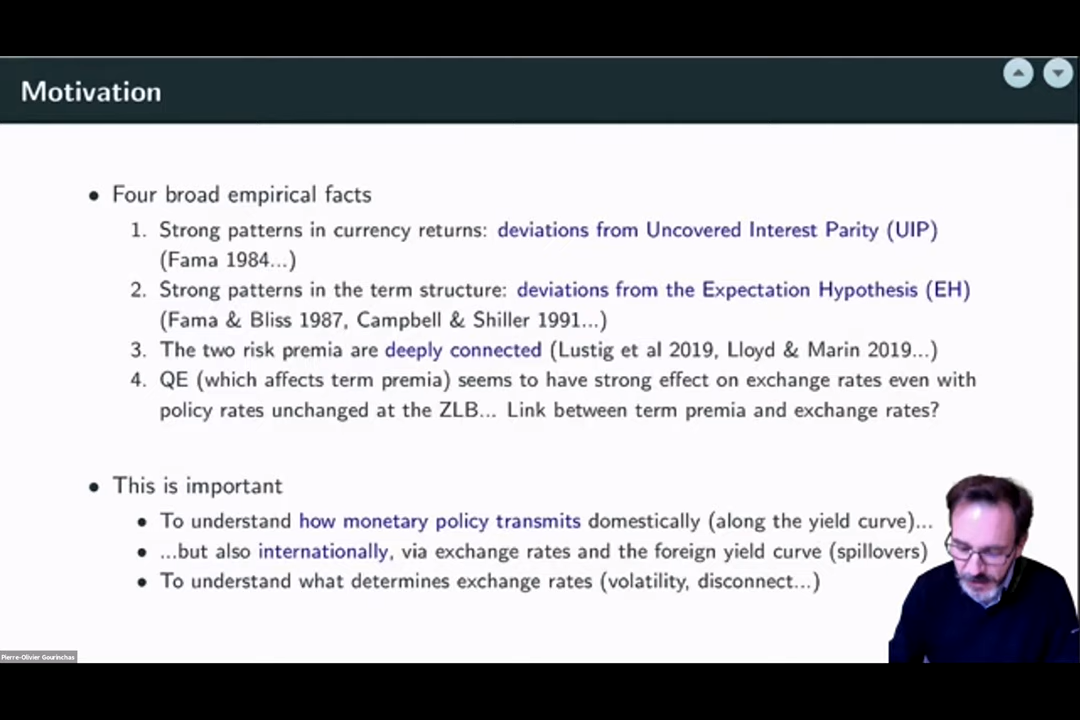 Motivation
• Four broad empirical facts
1. Strong patterns in currency returns: deviations from Uncovered Interest Parity (UIP)
(Fama 1984...)
2. Strong patterns in the term structure: deviations from the Expectation Hypothesis (EH)
(Fama & Bliss 1987, Campbell & Shiller 1991...)
3. The two risk premia are deeply connected (Lustig et al 2019, Lloyd & Marin 2019...)
4. QE (which affects term premia) seems to have strong effect on exchange rates even with
policy rates unchanged at the ZLB... Link between term premia and exchange rates?
• This is important
• To understand how monetary policy transmits domestically (along the yield curve)...
• ...but also internationally, via exchange rates and the foreign yield curve (spillovers)
• To understand what determines exchange rates (volatility, disconnect...)
Pierre-Olivier Gourinchas